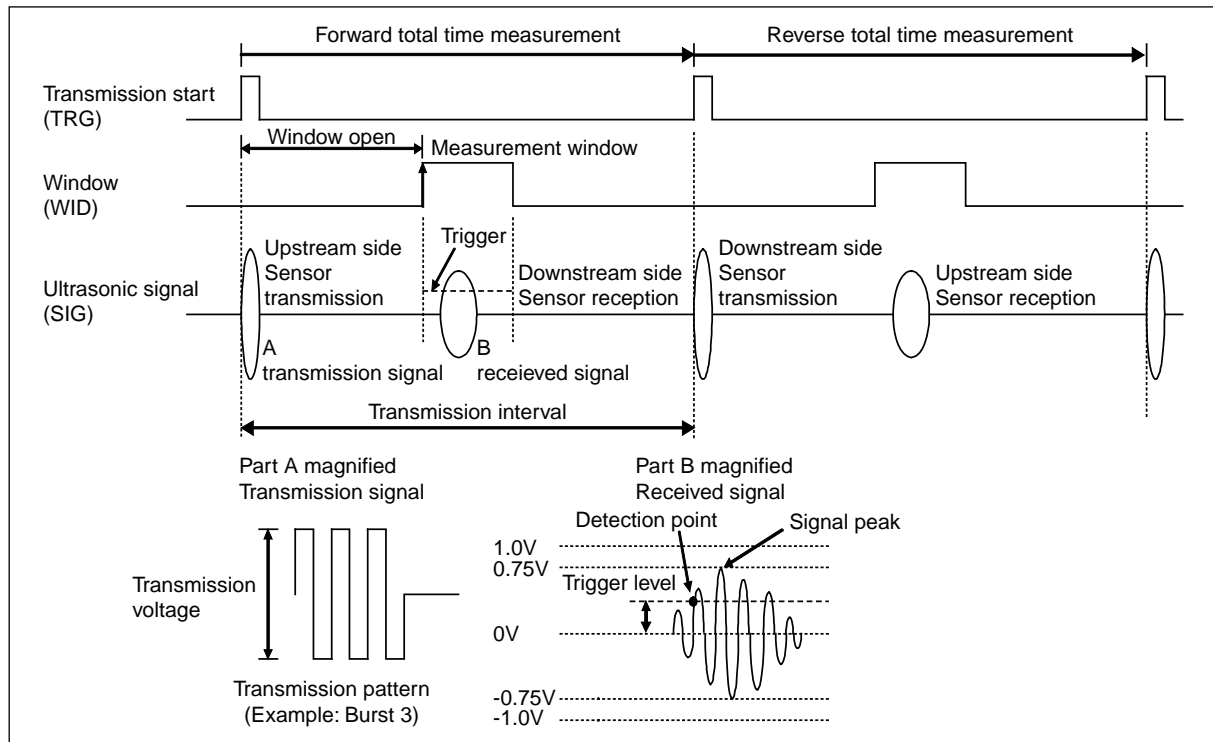 Forward total time measurement
Reverse total time measurement
Transmission start
(TRG)
Window open
Measurement window
Window
(WID)
Trigger
Upstream side
Sensor
transmission
Downstream side
Sensor reception
Downstream side
Sensor
transmission
Upstream side
Sensor reception
Ultrasonic signal
(SIG)
A
transmission signal
B
receieved signal
Transmission interval
Part A magnified
Transmission signal
Part B magnified
Received signal
Detection point
Signal peak
1.0V
0.75V
Trigger level
0V
-0.75V
-1.0V
Transmission
voltage
Transmission pattern
(Example: Burst 3)